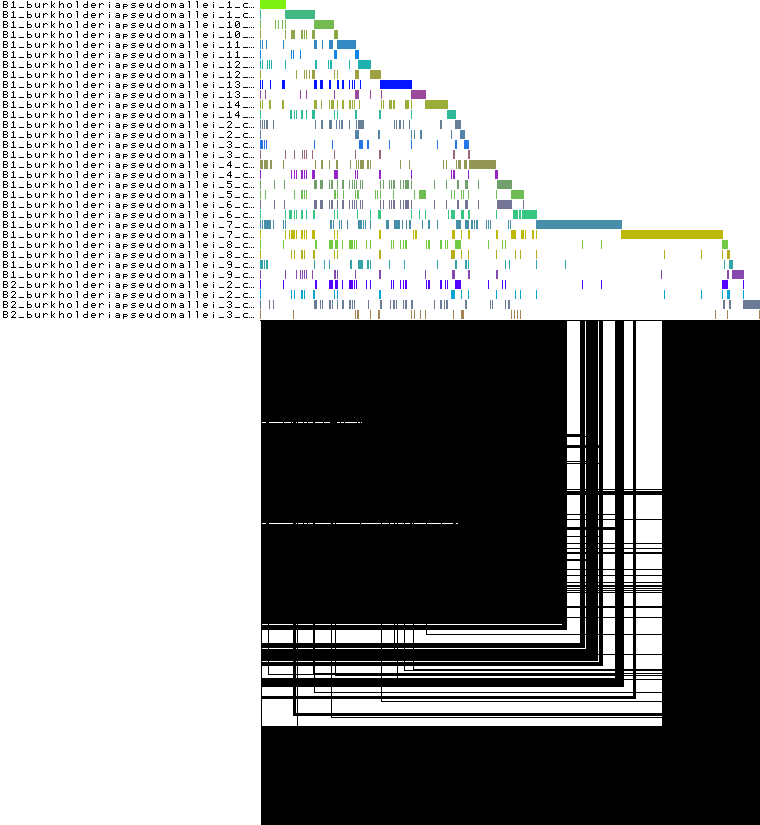 B1_burkholderiapseudomallei_1_c…
B1_burkholderiapseudomallei_1_c…
B1_burkholderiapseudomallei_10_…
B1_burkholderiapseudomallei_10_…
B1_burkholderiapseudomallei_11_…
B1_burkholderiapseudomallei_11_…
B1_burkholderiapseudomallei_12_…
B1_burkholderiapseudomallei_12_…
B1_burkholderiapseudomallei_13_…
B1_burkholderiapseudomallei_13_…
B1_burkholderiapseudomallei_14_…
B1_burkholderiapseudomallei_14_…
B1_burkholderiapseudomallei_2_c…
B1_burkholderiapseudomallei_2_c…
B1_burkholderiapseudomallei_3_c…
B1_burkholderiapseudomallei_3_c…
B1_burkholderiapseudomallei_4_c…
B1_burkholderiapseudomallei_4_c…
B1_burkholderiapseudomallei_5_c…
B1_burkholderiapseudomallei_5_c…
B1_burkholderiapseudomallei_6_c…
B1_burkholderiapseudomallei_6_c…
B1_burkholderiapseudomallei_7_c…
B1_burkholderiapseudomallei_7_c…
B1_burkholderiapseudomallei_8_c…
B1_burkholderiapseudomallei_8_c…
B1_burkholderiapseudomallei_9_c…
B1_burkholderiapseudomallei_9_c…
B2_burkholderiapseudomallei_2_c…
B2_burkholderiapseudomallei_2_c…
B2_burkholderiapseudomallei_3_c…
B2_burkholderiapseudomallei_3_c…